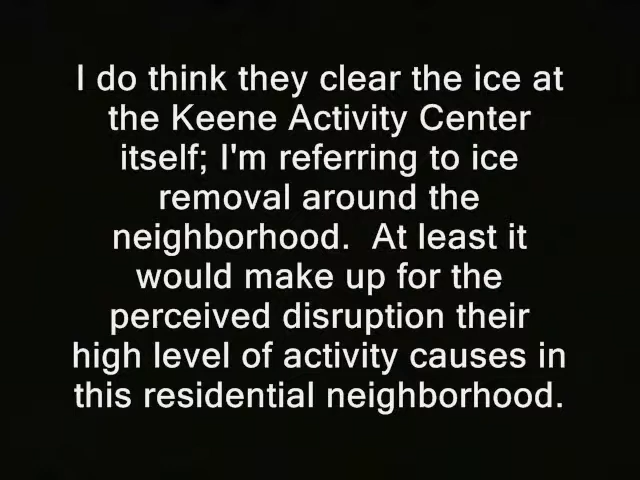 I do think they clear the ice at
the Keene Activity Center
itself; I'm referring to ice
removal around the
neighborhood.  At least it
would make up for the
perceived disruption their
high level of activity causes in
this residential neighborhood.